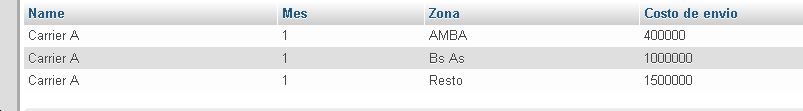 Name Mes Zona Costo de envio
Carrier A 1 AMBA 400000
Carrier A 1 Bs As 1000000
Carrier A 1 Resto 1500000